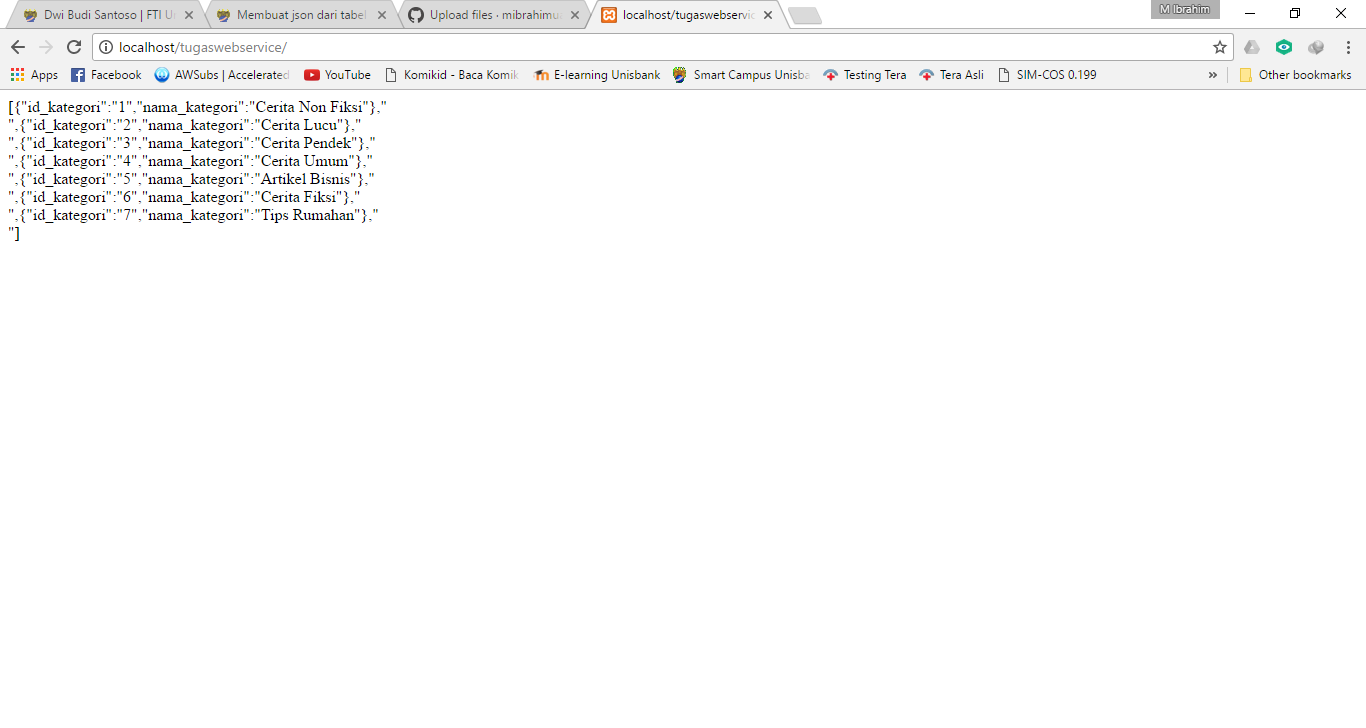 Dwi Budi Santoso | FTI U
Membuat json dari tabel
Upload files · mibrahimu
localhost/tugaswebservic
M Ibrahim
localhost/tugaswebservice/
Apps Facebook AWSubs | Accelerated YouTube Komikid - Baca Komik E-learning Unisbank Smart Campus Unisba Testing Tera Tera Asli SIM-COS 0.199 » Other bookmarks
[{"id_kategori":"1","nama_kategori":"Cerita Non Fiksi"},"
",{"id_kategori":"2","nama_kategori":"Cerita Lucu"},"
",{"id_kategori":"3","nama_kategori":"Cerita Pendek"},"
",{"id_kategori":"4","nama_kategori":"Cerita Umum"},"
",{"id_kategori":"5","nama_kategori":"Artikel Bisnis"},"
",{"id_kategori":"6","nama_kategori":"Cerita Fiksi"},"
",{"id_kategori":"7","nama_kategori":"Tips Rumahan"},"
"]